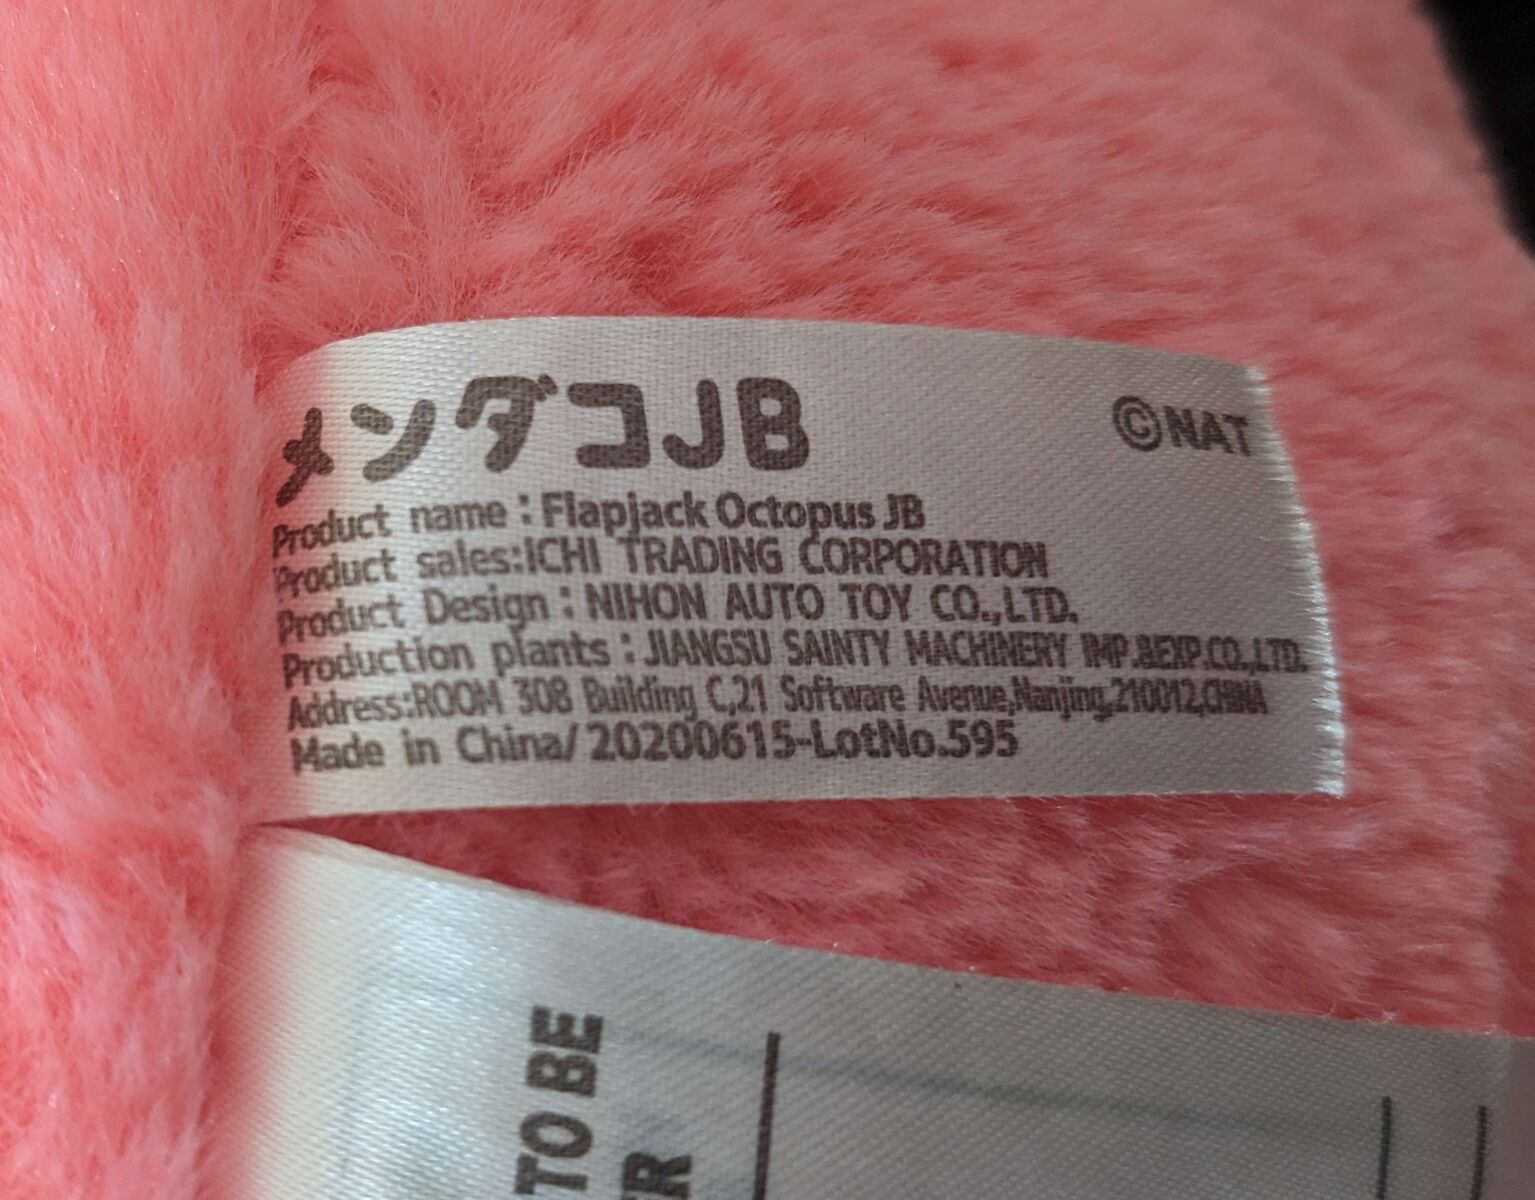 メンダコJB ©NAT
Product name : Flapjack Octopus JB
Product sales:ICHI TRADING CORPORATION
Product Design : NIHON AUTO TOY CO.,LTD.
Production plants : JIANGSU SAINTY MACHINERY IMP.&EXP.CO.,LTD.
Address:ROOM 308 Building C,21 Software Avenue,Nanjing,210012,CHINA
Made in China/ 20200615-LotNo.595
TO BE
ER